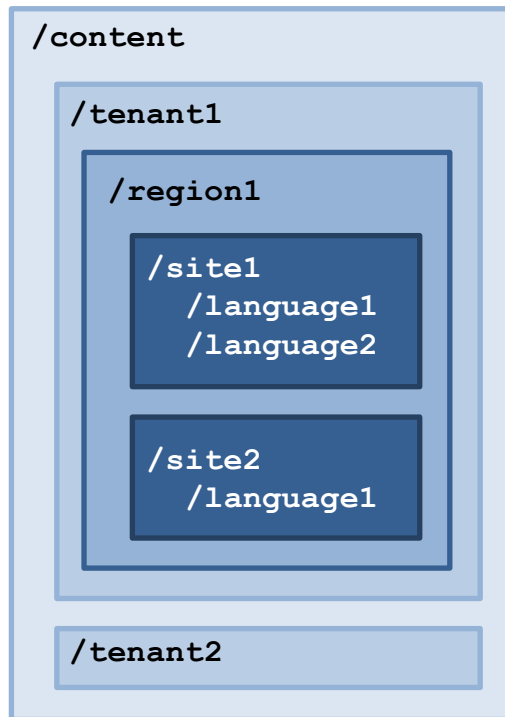 /content
/tenant1
/region1
/site1
/language1
/language2
/site2
/language1
/tenant2